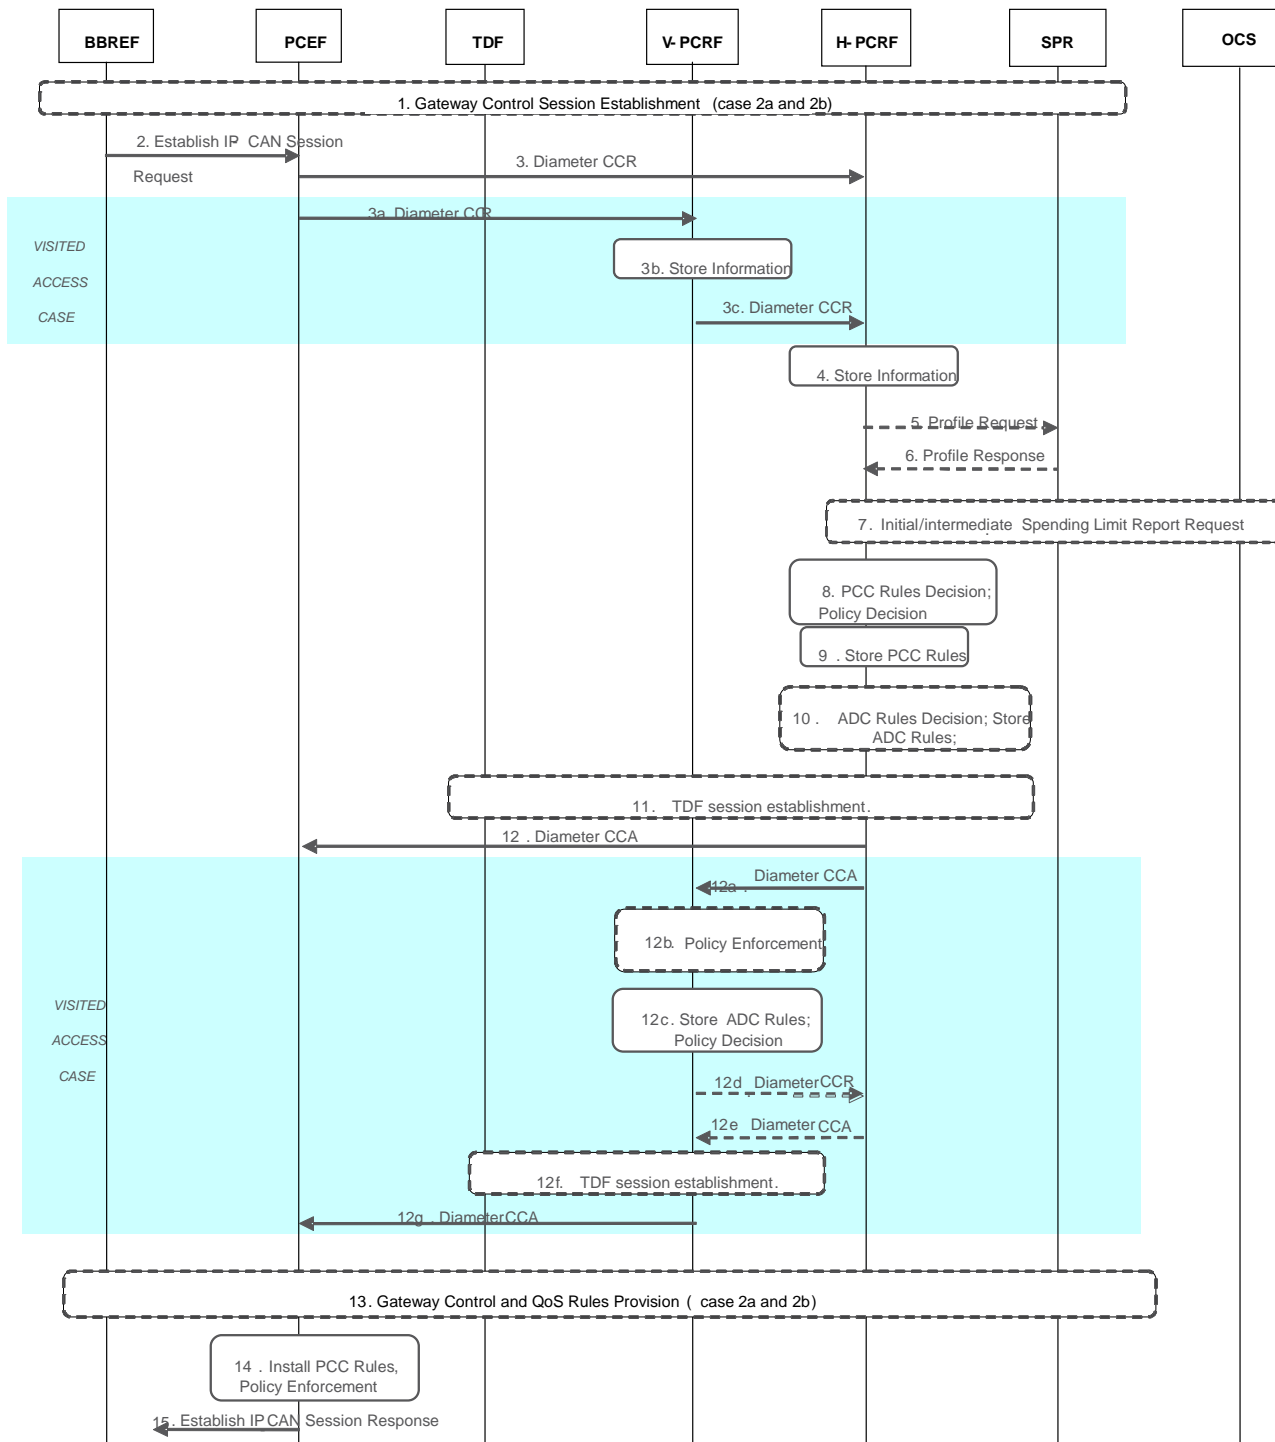 BBREF
PCEF
TDF
V- PCRF
H- PCRF
SPR
OCS
1. Gateway Control Session Establishment (case 2a and 2b)
2. Establish IP CAN Session
Request
3. Diameter CCR
3a. Diameter CCR
VISITED
ACCESS
CASE
3b. Store Information
3c. Diameter CCR
4. Store Information
5. Profile Request
6. Profile Response
7. Initial/intermediate Spending Limit Report Request
8. PCC Rules Decision;
Policy Decision
9 . Store PCC Rules
10 . ADC Rules Decision; Store
ADC Rules;
11. TDF session establishment.
12 . Diameter CCA
Diameter CCA
12a .
12b. Policy Enforcement
VISITED
ACCESS
CASE
12c. Store ADC Rules;
Policy Decision
12d . Diameter CCR
12e Diameter CCA
12f. TDF session establishment.
12g . Diameter CCA
13. Gateway Control and QoS Rules Provision ( case 2a and 2b)
14 . Install PCC Rules,
Policy Enforcement
15. Establish IP CAN Session Response